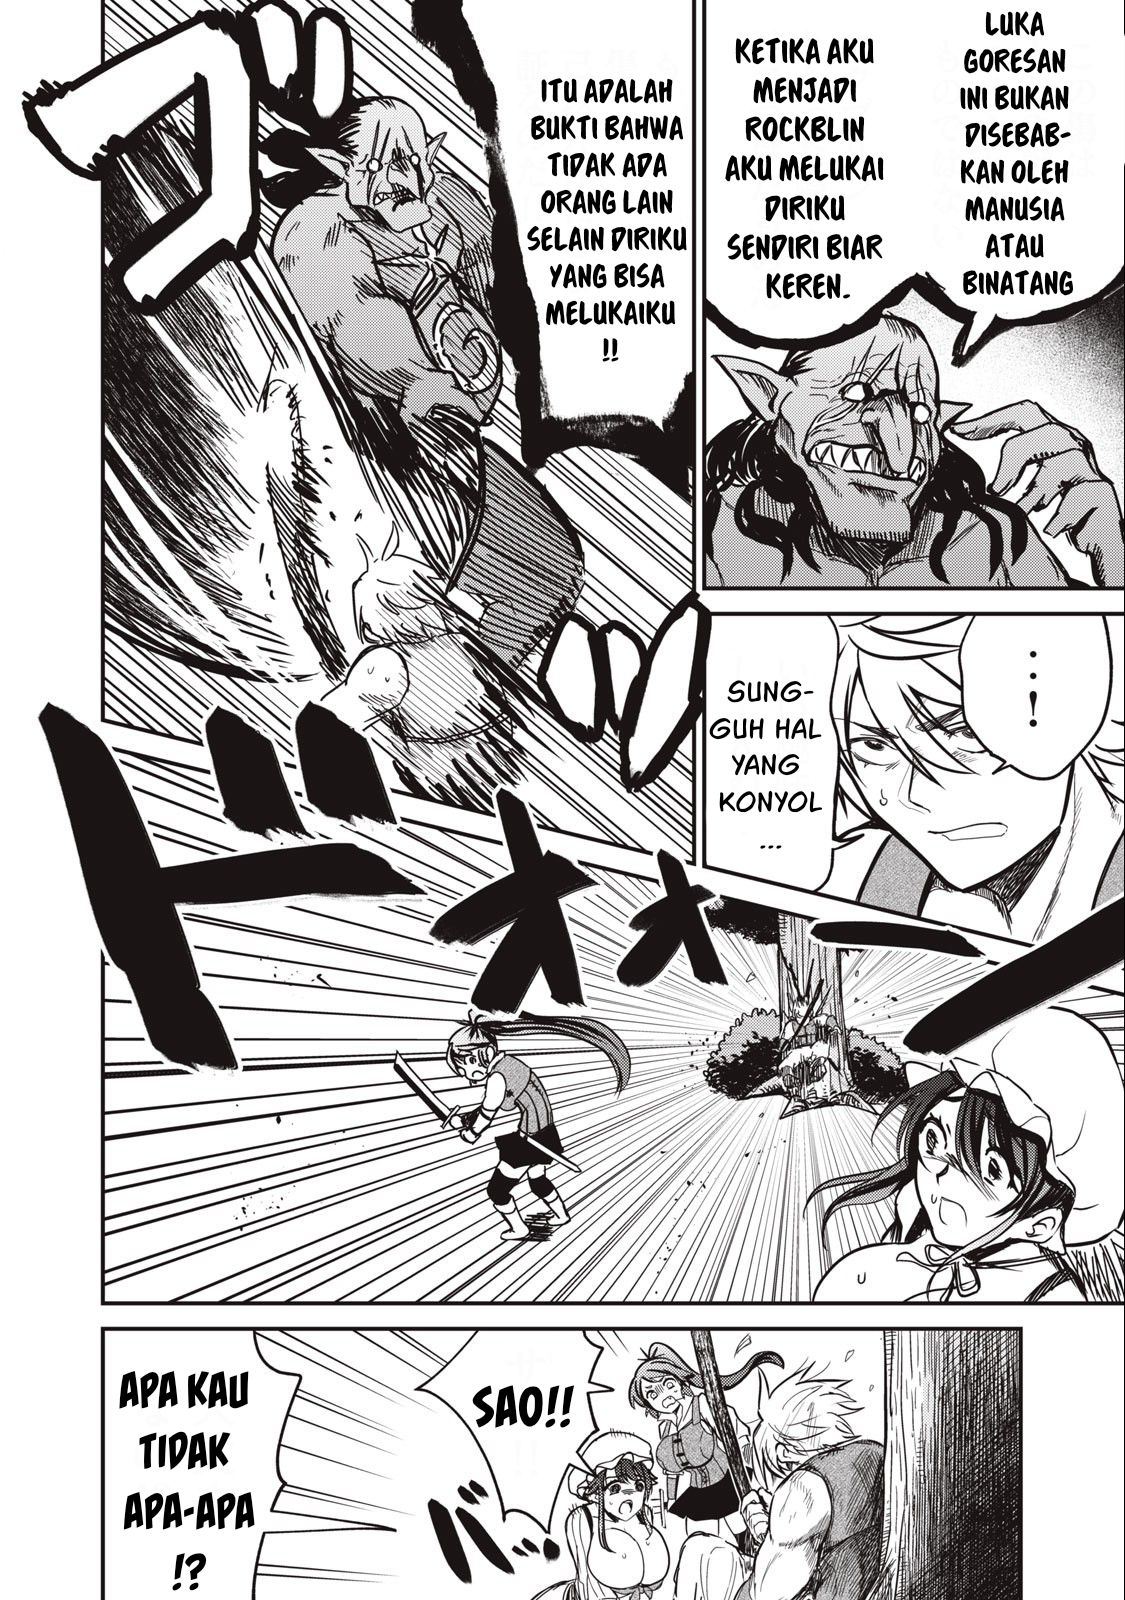 LUKA
GORESAN
INI BUKAN
DISEBAB-
KAN OLEH
MANUSIA
ATAU
BINATANG
KETIKA AKU
MENJADI
ROCKBLIN
AKU MELUKAI
DIRIKU
SENDIRI BIAR
KEREN.
ITU ADALAH
BUKTI BAHWA
TIDAK ADA
ORANG LAIN
SELAIN DIRIKU
YANG BISA
MELUKAIKU
!!
...!
SUNG-
GUH HAL
YANG
KONYOL
...
SAO!!
APA KAU
TIDAK
APA-APA
!?